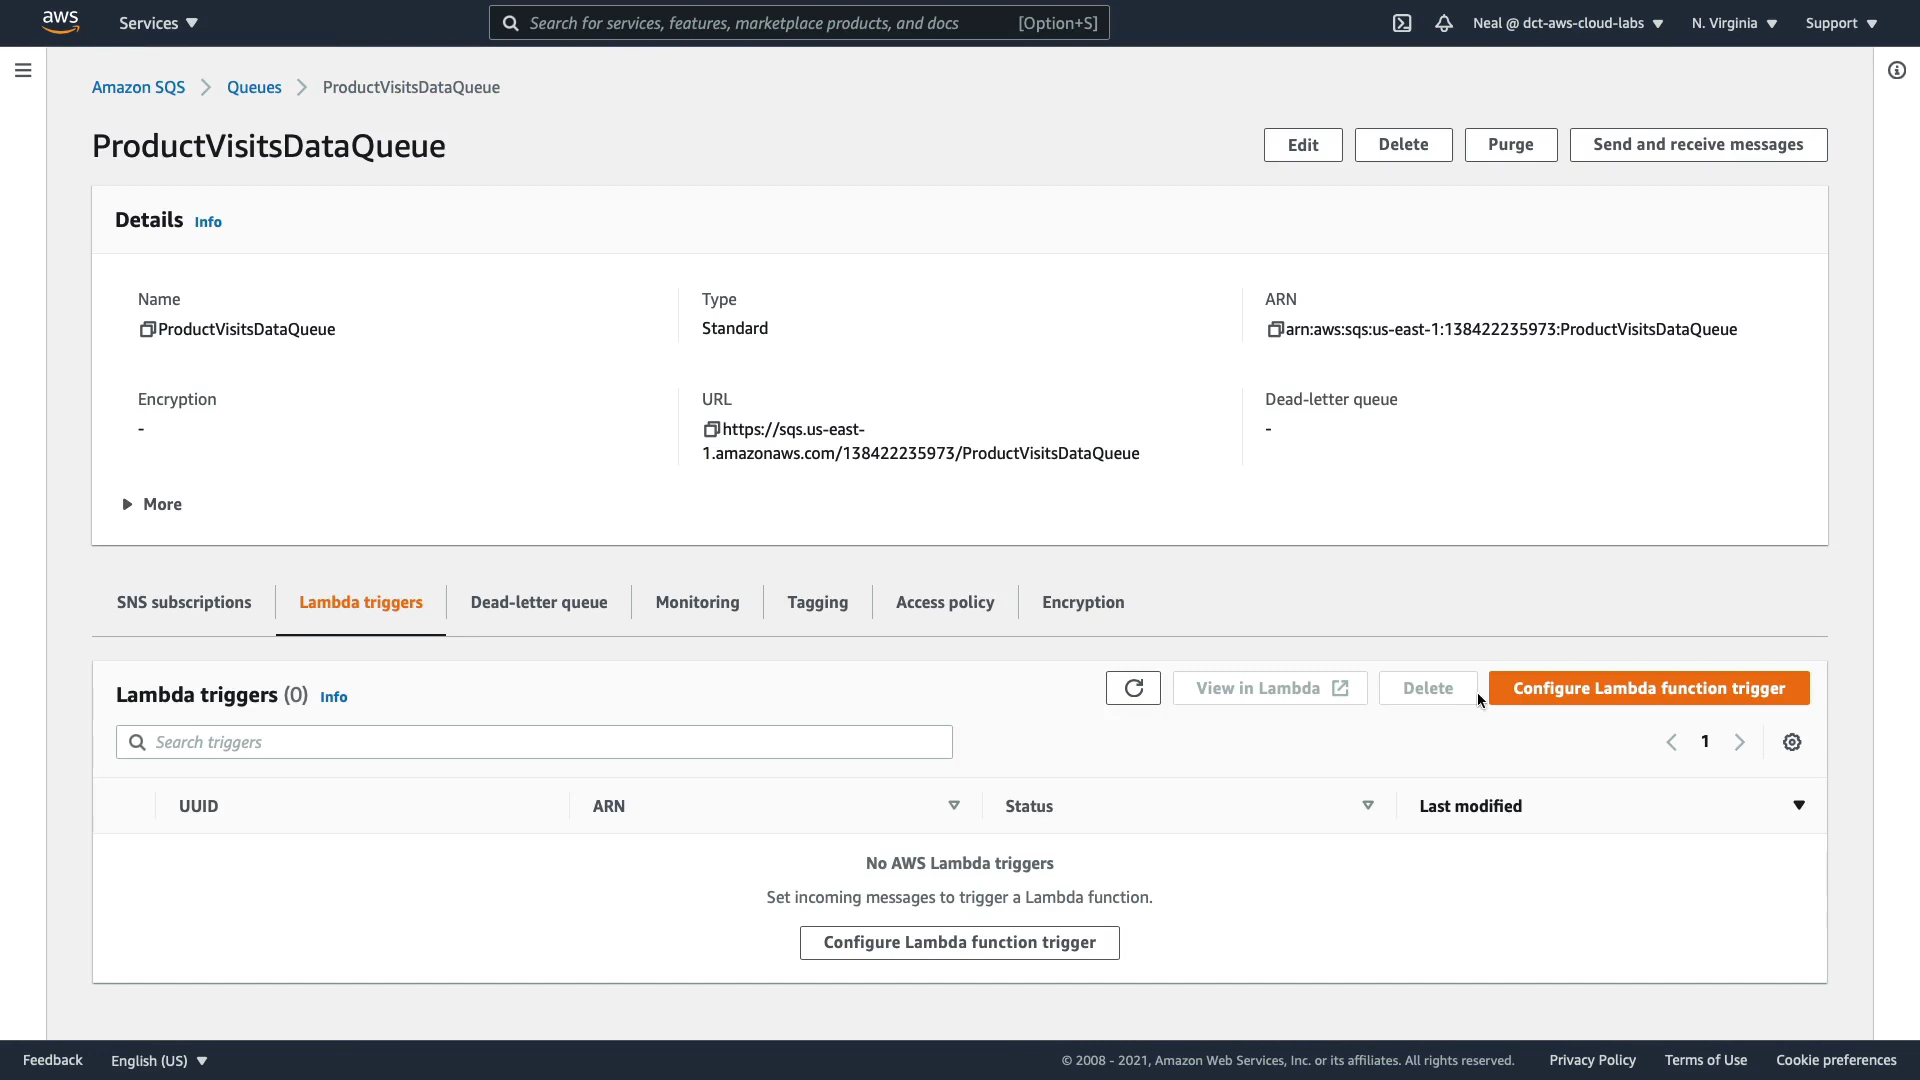 aws
Services
Search for services, features, marketplace products, and docs [Option+S]
Neal @ dct-aws-cloud-labs
N. Virginia
Support
Amazon SQS
Queues
ProductVisitsDataQueue
ProductVisitsDataQueue
Edit
Delete
Purge
Send and receive messages
Details Info
Name
ProductVisitsDataQueue
Type
Standard
ARN
arn:aws:sqs:us-east-1:138422235973:ProductVisitsDataQueue
Encryption
-
URL
https://sqs.us-east-
1.amazonaws.com/138422235973/ProductVisitsDataQueue
Dead-letter queue
-
More
SNS subscriptions
Lambda triggers
Dead-letter queue
Monitoring
Tagging
Access policy
Encryption
Lambda triggers (0) Info
View in Lambda
Delete
Configure Lambda function trigger
Search triggers
1
UUID
ARN
Status
Last modified
No AWS Lambda triggers
Set incoming messages to trigger a Lambda function.
Configure Lambda function trigger
Feedback
English (US)
© 2008 - 2021, Amazon Web Services, Inc. or its affiliates. All rights reserved.
Privacy Policy
Terms of Use
Cookie preferences